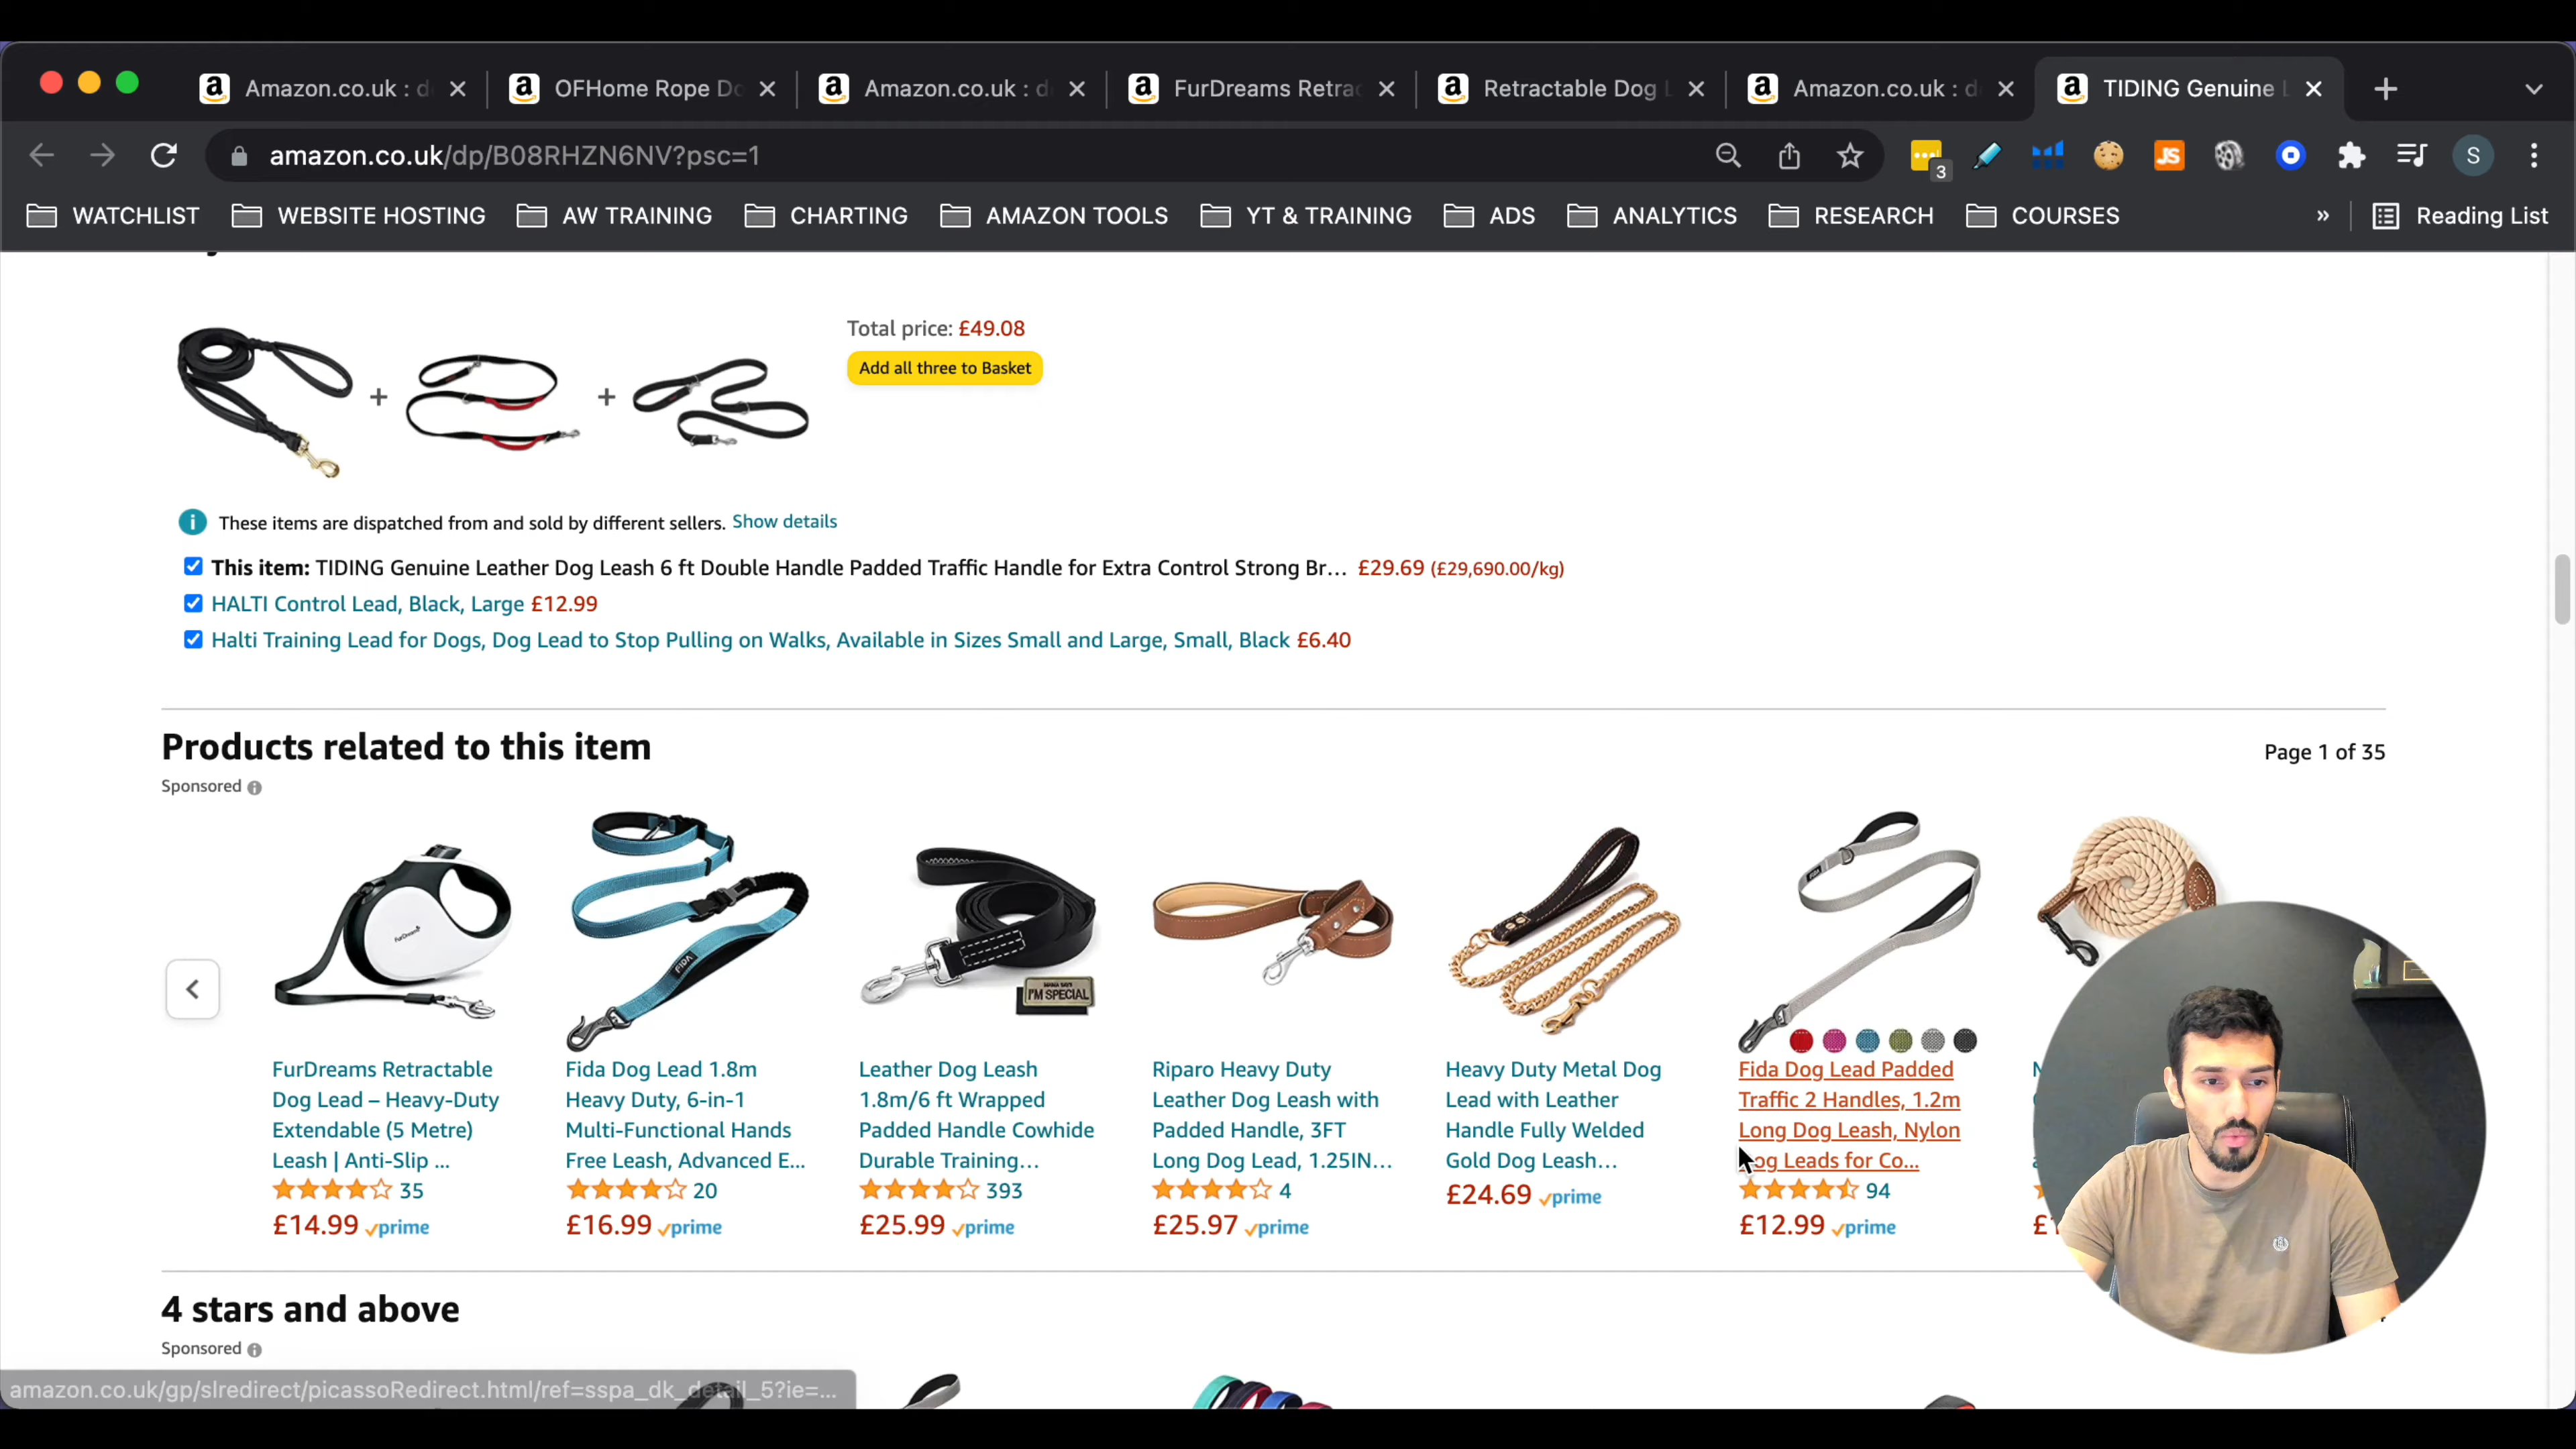 Amazon.co.uk : d
OFHome Rope Do
Amazon.co.uk : d
FurDreams Retrac
Retractable Dog L
Amazon.co.uk : d
TIDING Genuine L
amazon.co.uk/dp/B08RHZN6NV?psc=1
3
JS
S
WATCHLIST
WEBSITE HOSTING
AW TRAINING
CHARTING
AMAZON TOOLS
YT & TRAINING
ADS
ANALYTICS
RESEARCH
COURSES
»
Reading List
+
+
Total price: £49.08
Add all three to Basket
These items are dispatched from and sold by different sellers. Show details
This item: TIDING Genuine Leather Dog Leash 6 ft Double Handle Padded Traffic Handle for Extra Control Strong Br… £29.69 (£29,690.00/kg)
HALTI Control Lead, Black, Large £12.99
Halti Training Lead for Dogs, Dog Lead to Stop Pulling on Walks, Available in Sizes Small and Large, Small, Black £6.40
Products related to this item
Page 1 of 35
Sponsored
FurDreams
FIDA
I'M SPECIAL
FurDreams Retractable
Dog Lead – Heavy-Duty
Extendable (5 Metre)
Leash | Anti-Slip ...
35
£14.99 prime
Fida Dog Lead 1.8m
Heavy Duty, 6-in-1
Multi-Functional Hands
Free Leash, Advanced E...
20
£16.99 prime
Leather Dog Leash
1.8m/6 ft Wrapped
Padded Handle Cowhide
Durable Training...
393
£25.99 prime
Riparo Heavy Duty
Leather Dog Leash with
Padded Handle, 3FT
Long Dog Lead, 1.25IN...
4
£25.97 prime
Heavy Duty Metal Dog
Lead with Leather
Handle Fully Welded
Gold Dog Leash...
£24.69 prime
Fida Dog Lead Padded
Traffic 2 Handles, 1.2m
Long Dog Leash, Nylon
Dog Leads for Co...
94
£12.99 prime
4 stars and above
Sponsored
amazon.co.uk/gp/slredirect/picassoRedirect.html/ref=sspa_dk_detail_5?ie=...